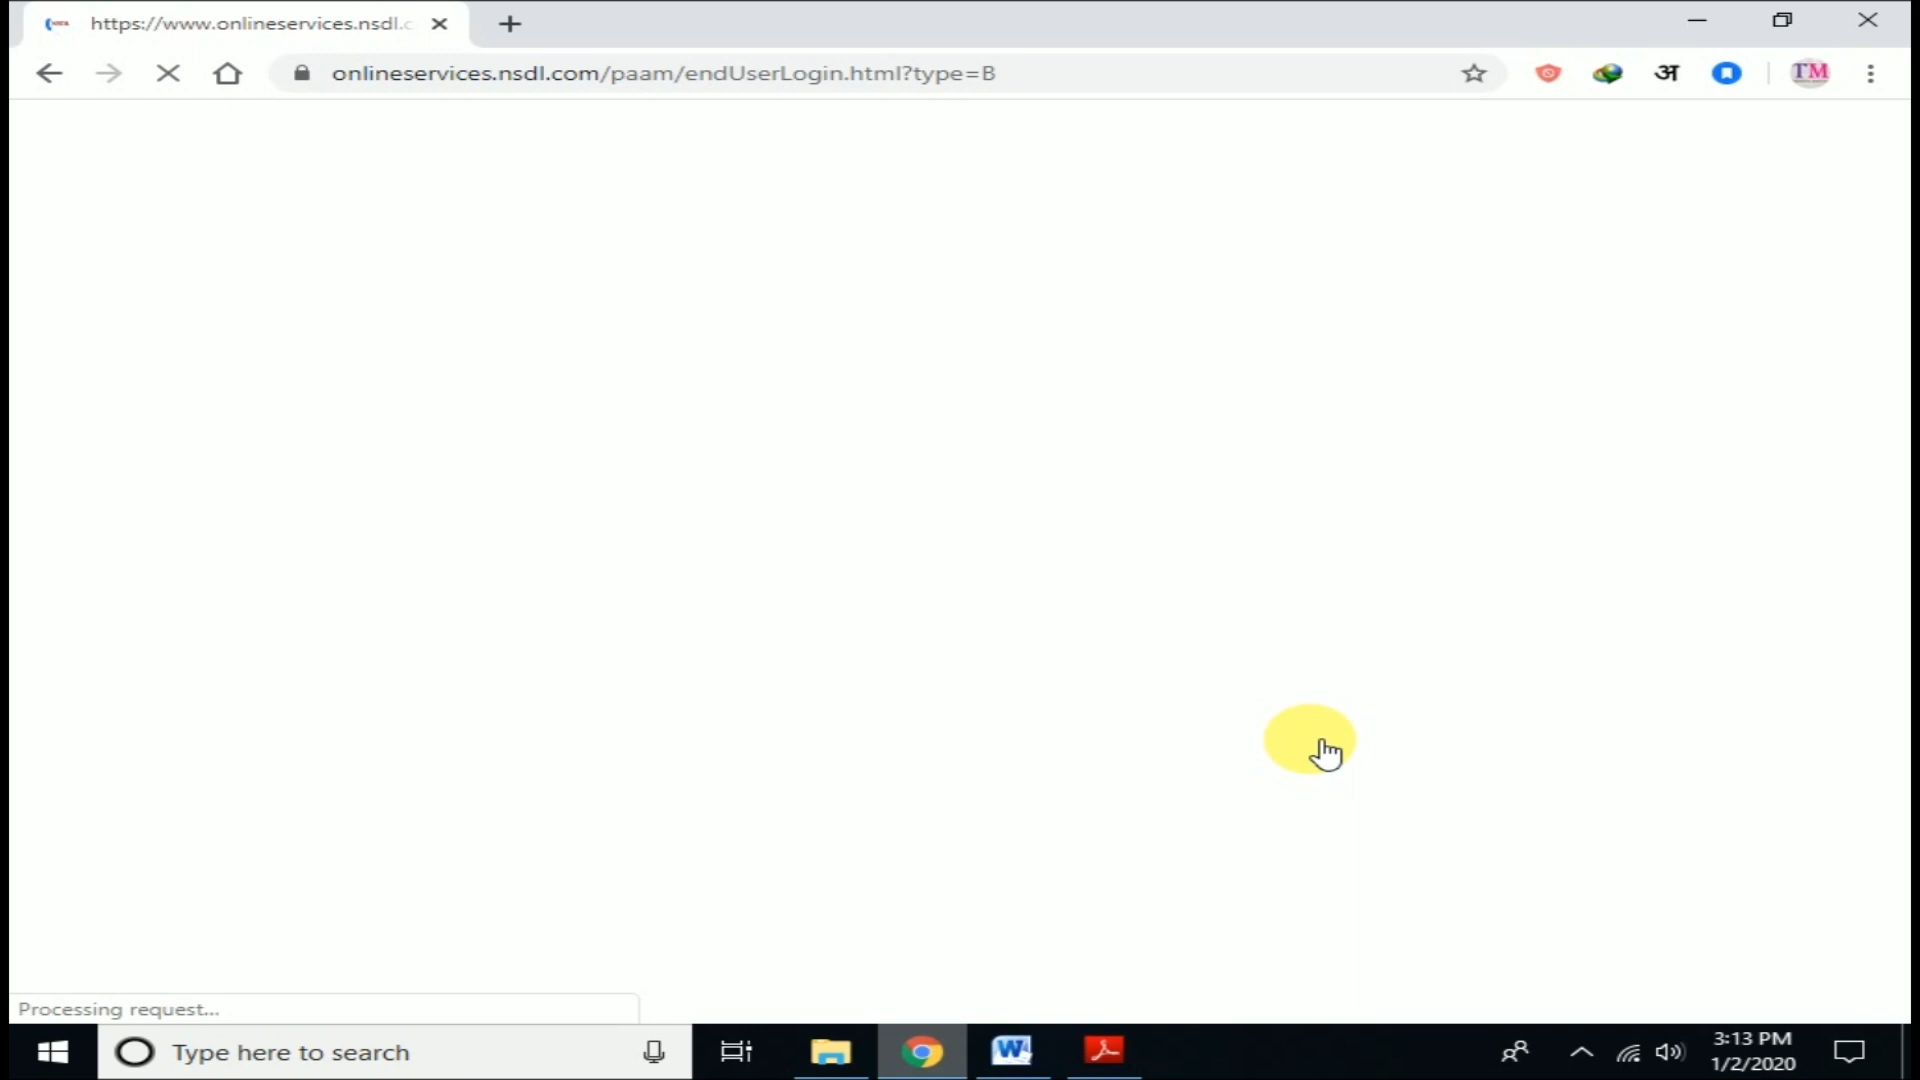 https://www.onlineservices.nsdl.c
onlineservices.nsdl.com/paam/endUserLogin.html?type=B
अ
TM
Processing request...
Type here to search
W
3:13 PM
1/2/2020